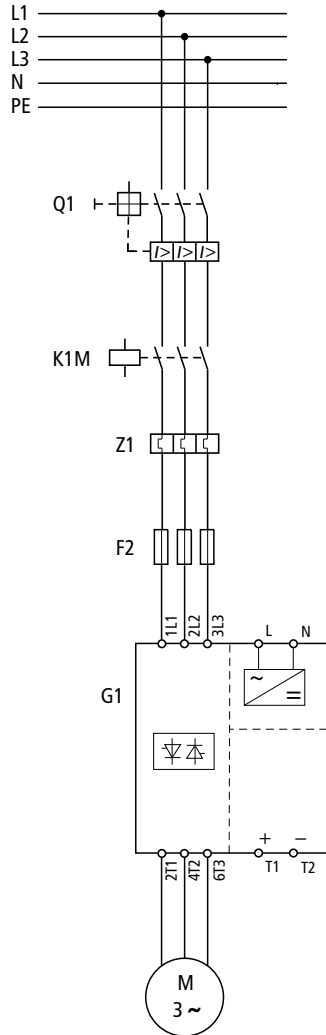 L1
L2
L3
N
PE
Q1
I> I> I>
K1M
Z1
F2
1L1 2L2 3L3 L N
~
=
G1
+ −
2T1 4T2 6T3 T1 T2
M
3 ~